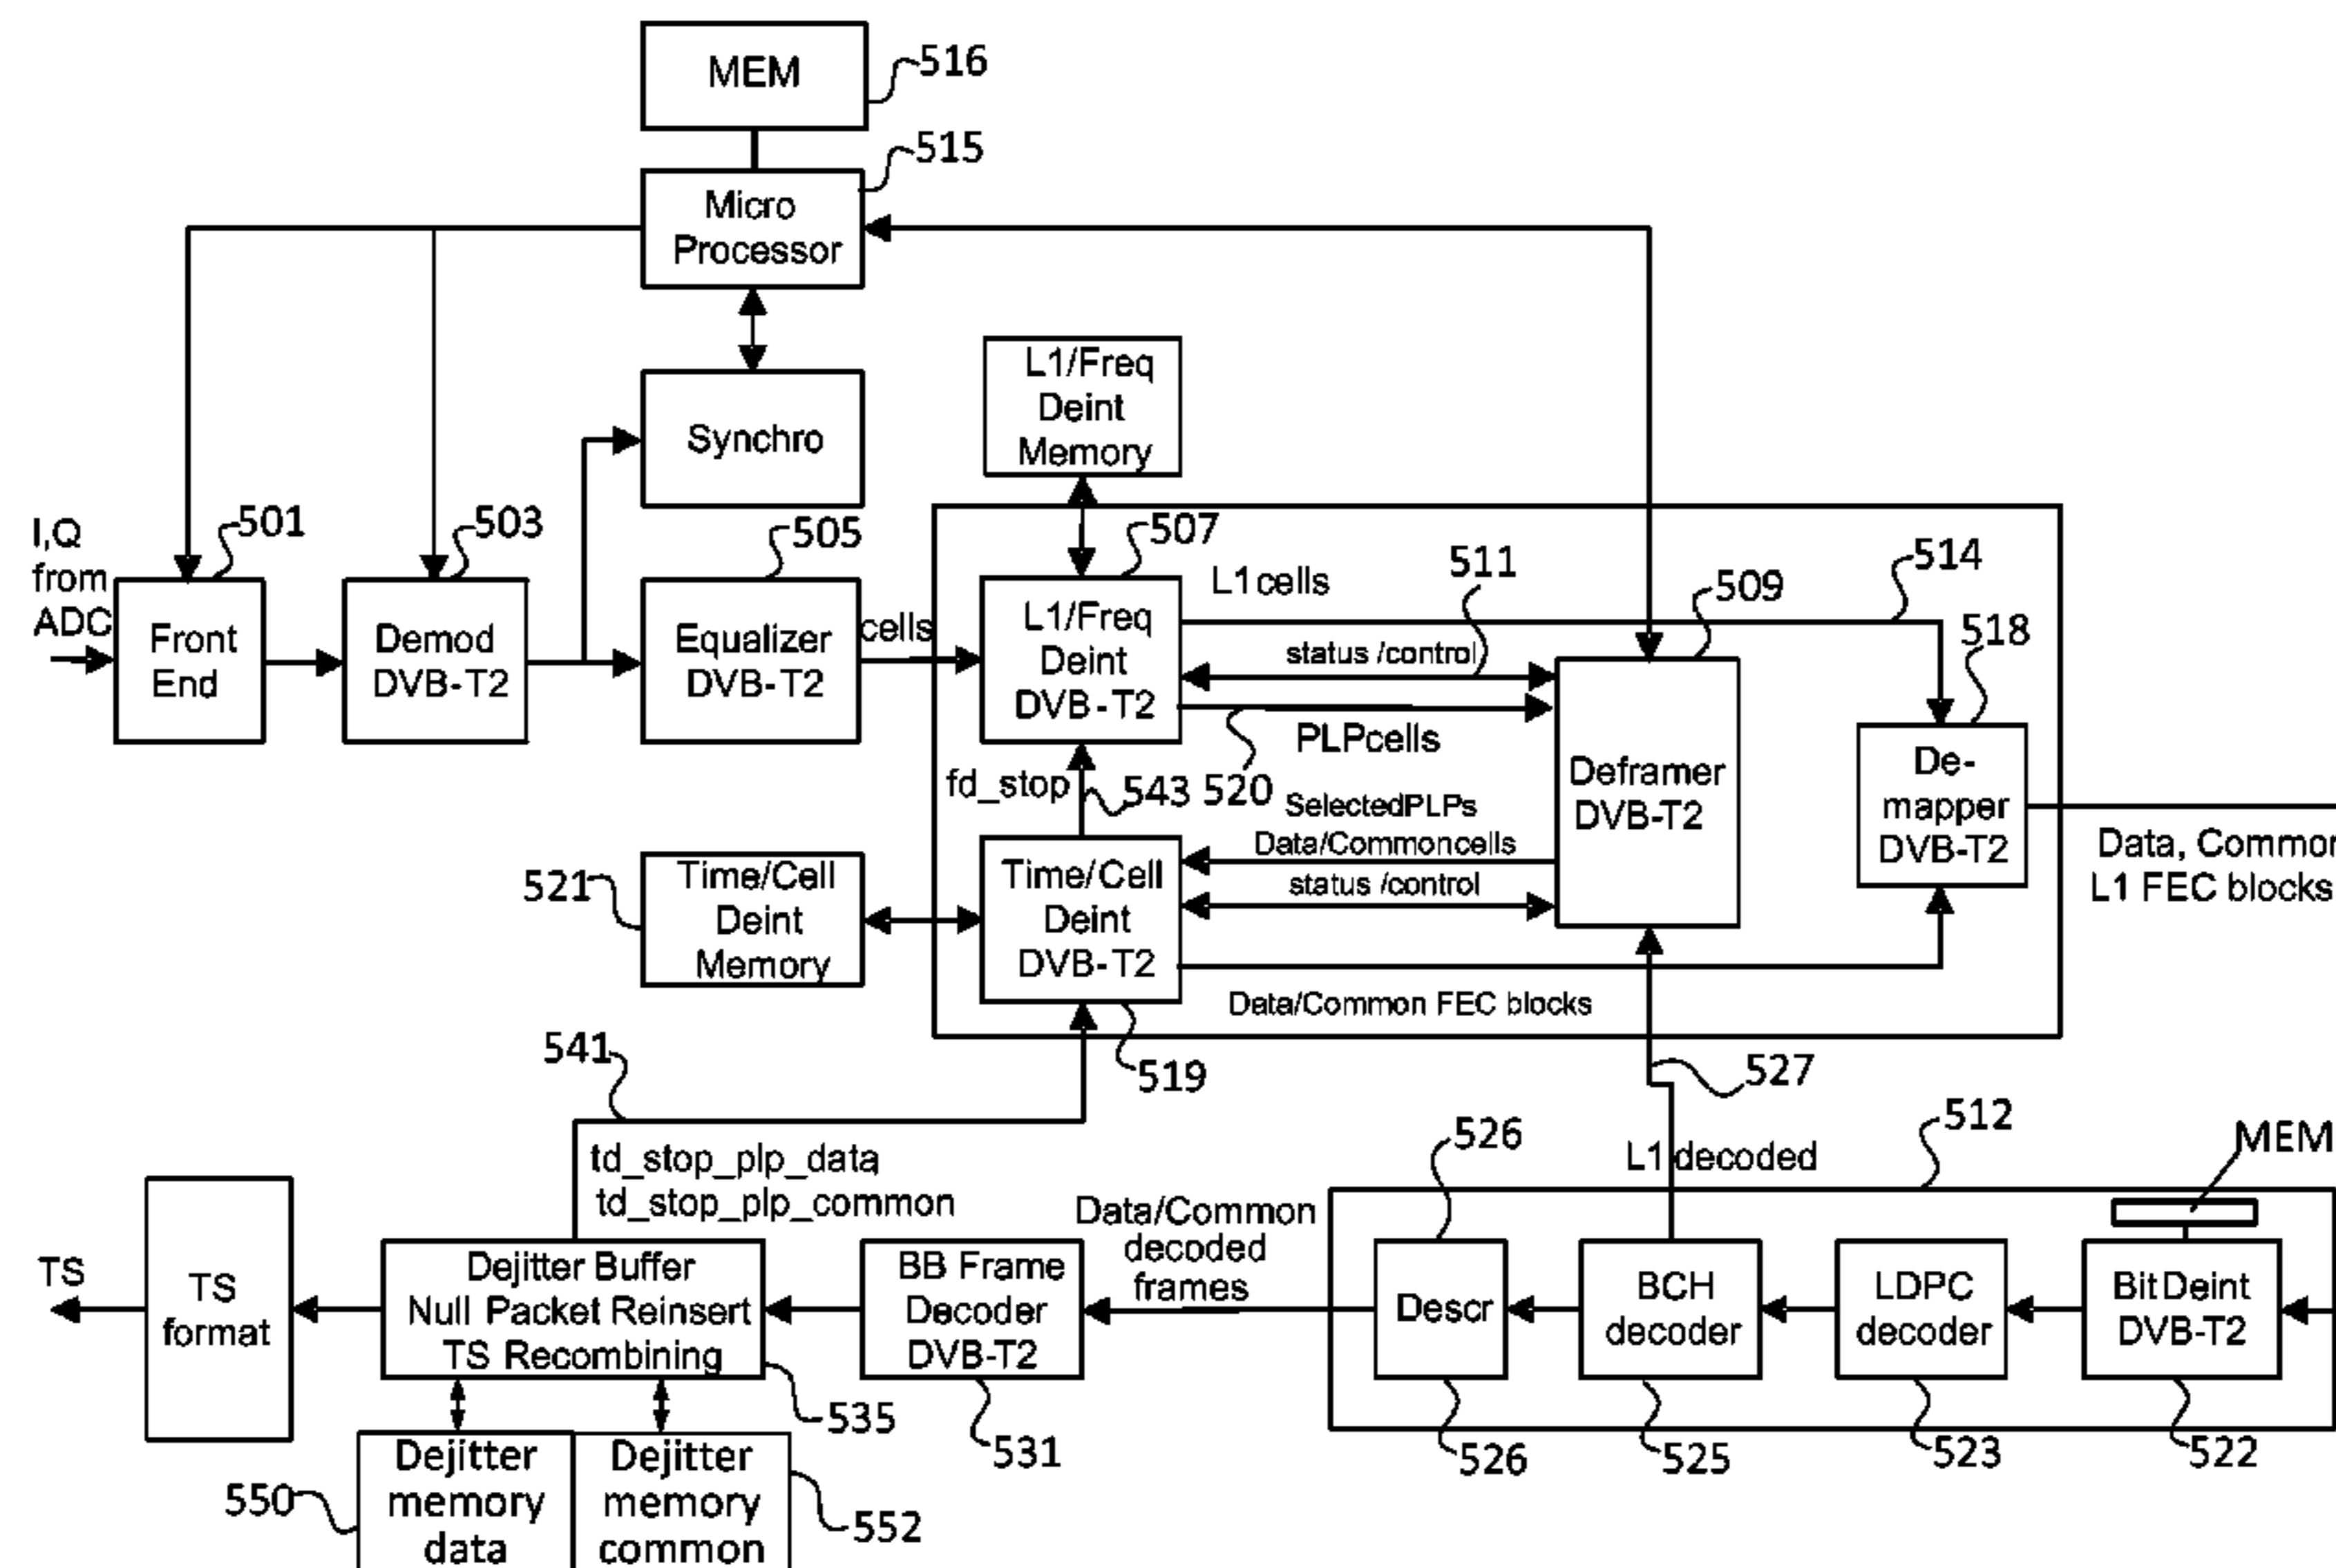 MEM
516
515
Micro
Processor
Synchro
L1/Freq
Deint
Memory
I,Q
from
ADC
501
Front
End
503
Demod
DVB-T2
505
Equalizer
DVB-T2
cells
507
L1/Freq
Deint
DVB-T2
L1cells
511
status /control
509
514
518
PLPcells
520
Deframer
DVB-T2
De-
mapper
DVB-T2
fd_stop
543
SelectedPLPs
Data/Commoncells
status /control
Data, Common
L1 FEC blocks
521
Time/Cell
Deint
Memory
Time/Cell
Deint
DVB-T2
Data/Common FEC blocks
519
541
527
td_stop_plp_data
td_stop_plp_common
526
L1 decoded
512
MEM
TS
TS
format
Dejitter Buffer
Null Packet Reinsert
TS Recombining
535
BB Frame
Decoder
DVB-T2
531
Data/Common
decoded
frames
Descr
526
BCH
decoder
525
LDPC
decoder
523
Bit Deint
DVB-T2
522
550
Dejitter
memory
data
Dejitter
memory
common
552